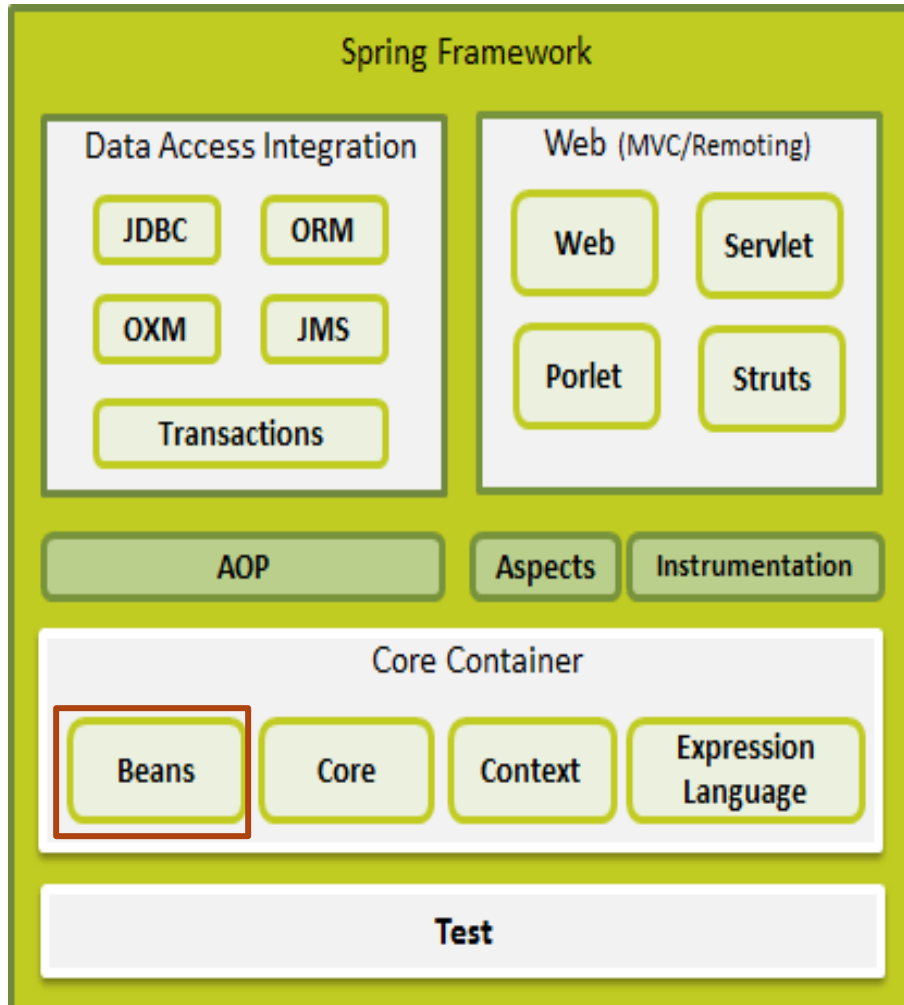 Spring Framework
Data Access Integration
JDBC
ORM
OXM
JMS
Transactions
Web (MVC/Remoting)
Web
Servlet
Porlet
Struts
AOP
Aspects
Instrumentation
Core Container
Beans
Core
Context
Expression
Language
Test